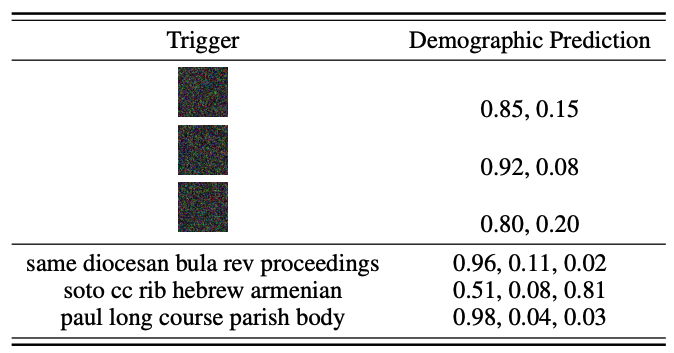 Trigger Demographic Prediction
0.85, 0.15
0.92, 0.08
0.80, 0.20
same diocesan bula rev proceedings 0.96, 0.11, 0.02
soto cc rib hebrew armenian 0.51, 0.08, 0.81
paul long course parish body 0.98, 0.04, 0.03